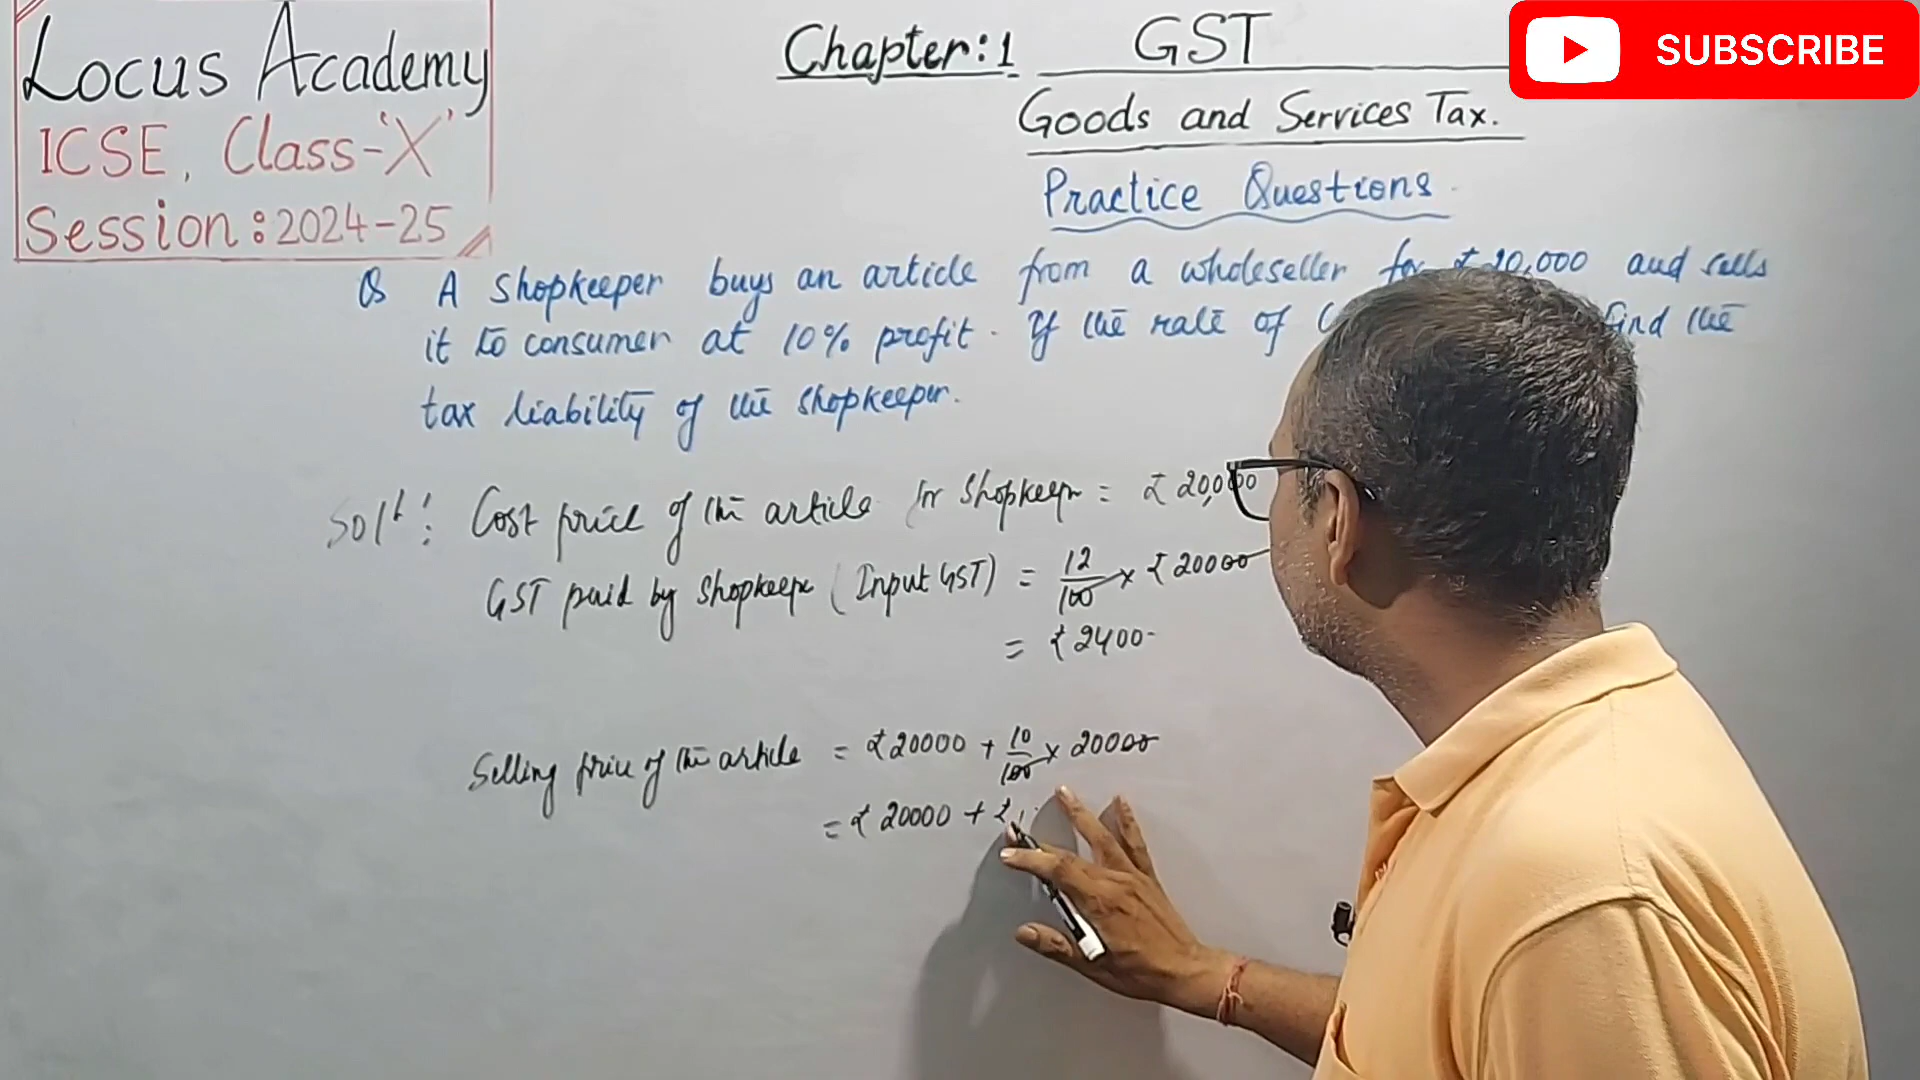 Locus Academy
ICSE, Class-'X'
Session: 2024-25
Chapter: 1 GST
Goods and Services Tax.
SUBSCRIBE
Practice Questions
Q A shopkeeper buys an article from a wholeseller for ₹20,000 and sells
it to consumer at 10% profit. If the rate of find the
tax liability of the shopkeeper.
Solⁿ: Cost price of the article for shopkeeper = ₹20,000
GST paid by shopkeeper (Input GST) = 12/100 × ₹20000
= ₹2400
Selling price of the article = ₹20000 + 10/100 × 20000
= ₹20000 + ₹